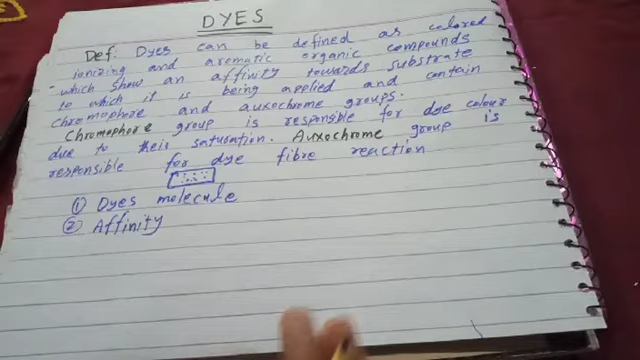 DYES
Def: Dyes can be defined as colored
ionizing and aromatic organic compounds
which show an affinity towards substrate
to which it is being applied and contain
chromophore and auxochrome groups.
Chromophore group is responsible for dye colour
due to their saturation. Auxochrome group is
responsible for dye fibre reaction
① Dyes molecule
② Affinity